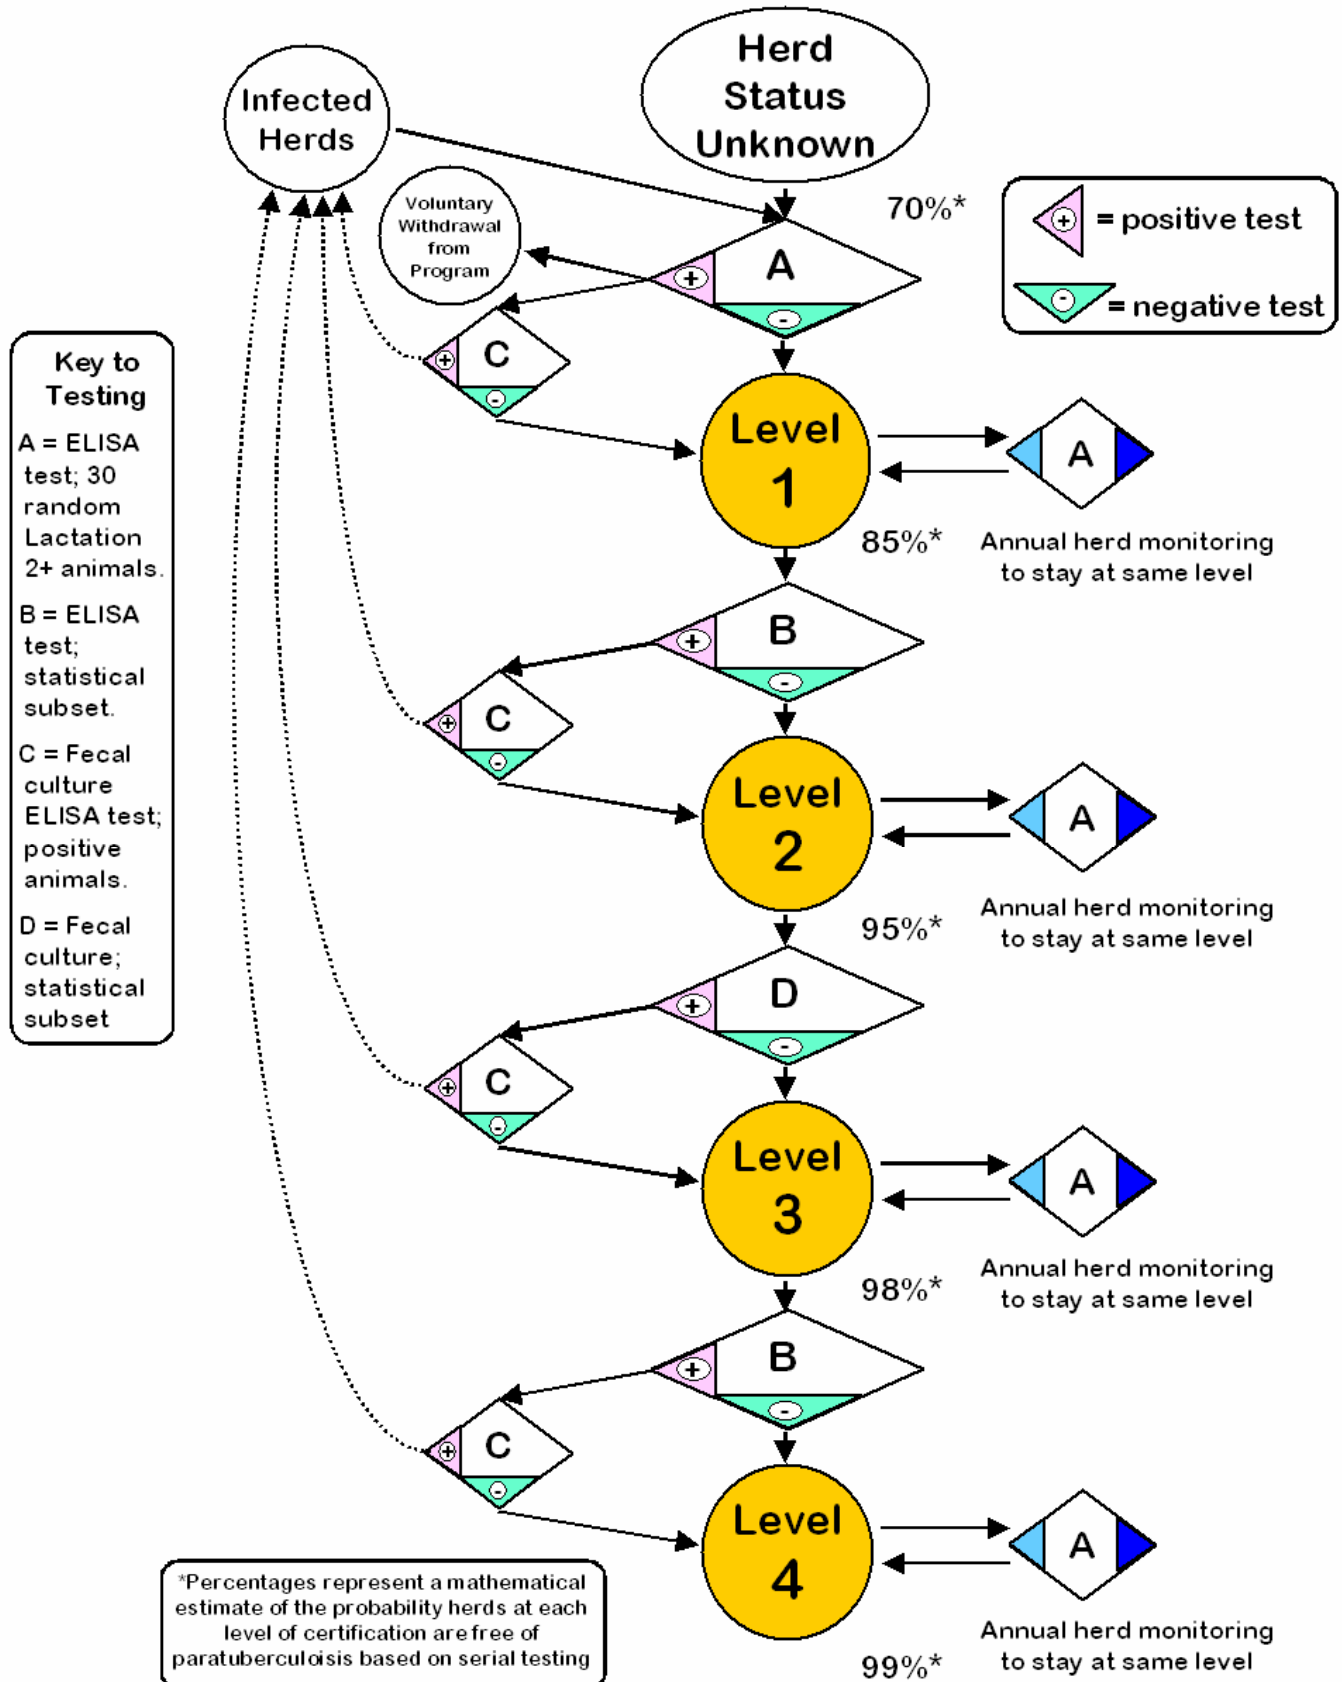 Herd
Status
Unknown
Infected
Herds
Voluntary
Withdrawal
from
Program
70%*
+ = positive test
- = negative test
A
+
-
C
+
-
Key to
Testing
A = ELISA
test; 30
random
Lactation
2+ animals.
B = ELISA
test;
statistical
subset.
C = Fecal
culture
ELISA test;
positive
animals.
D = Fecal
culture;
statistical
subset
Level
1
A
85%*
Annual herd monitoring
to stay at same level
B
+
-
C
+
-
Level
2
A
95%*
Annual herd monitoring
to stay at same level
D
+
-
C
+
-
Level
3
A
98%*
Annual herd monitoring
to stay at same level
B
+
-
C
+
-
Level
4
A
99%*
Annual herd monitoring
to stay at same level
*Percentages represent a mathematical
estimate of the probability herds at each
level of certification are free of
paratuberculoisis based on serial testing